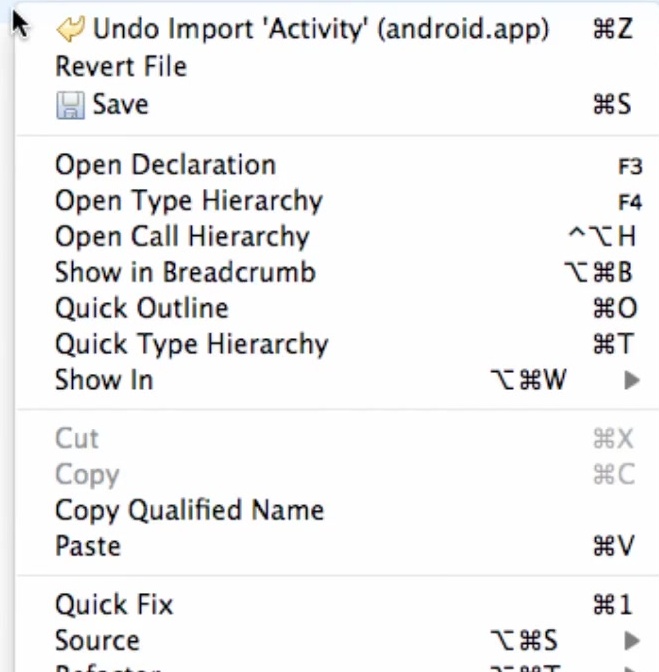 Undo Import 'Activity' (android.app) ⌘Z
Revert File
Save ⌘S
Open Declaration F3
Open Type Hierarchy F4
Open Call Hierarchy ^⌥H
Show in Breadcrumb ⌥⌘B
Quick Outline ⌘O
Quick Type Hierarchy ⌘T
Show In ⌥⌘W
Cut ⌘X
Copy ⌘C
Copy Qualified Name
Paste ⌘V
Quick Fix ⌘1
Source ⌥⌘S
Refactor ⌥⌘T